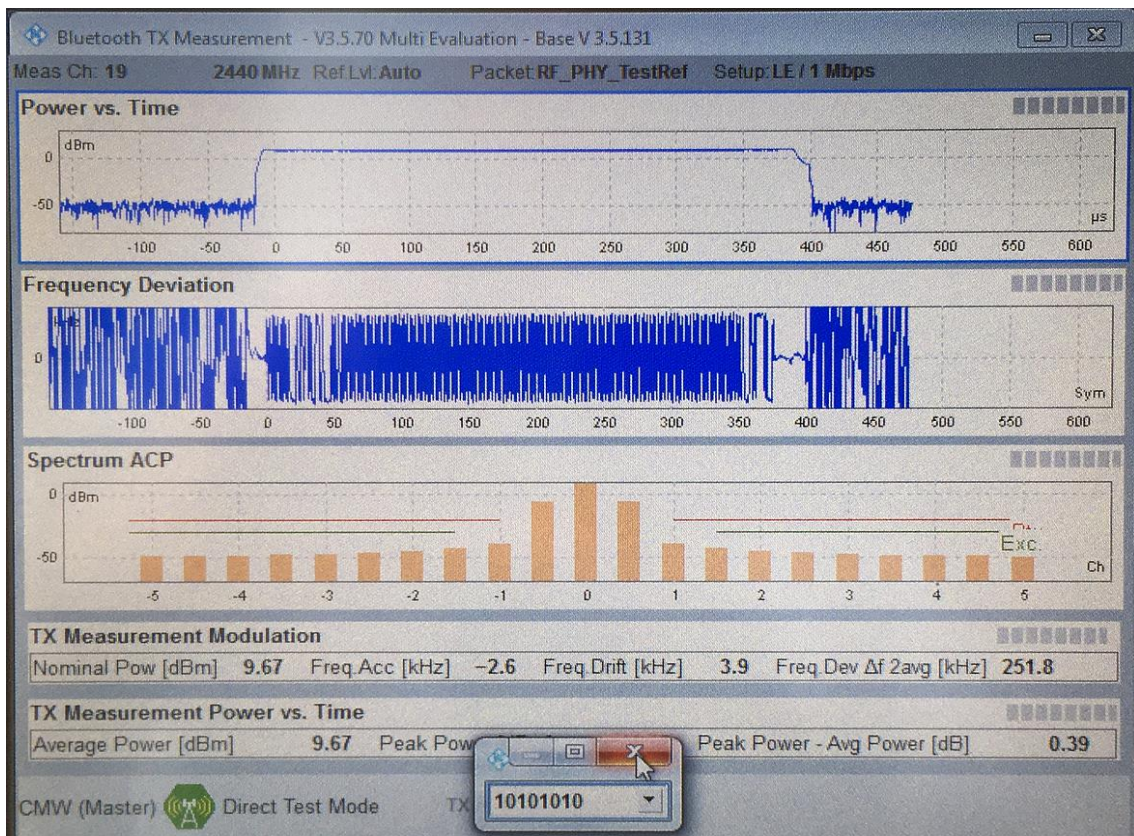 Bluetooth TX Measurement - V3.5.70 Multi Evaluation - Base V 3.5.131
Meas Ch: 19 2440 MHz Ref.Lvl: Auto Packet: RF_PHY_TestRef Setup: LE / 1 Mbps
Power vs. Time
dBm
0
-50
µs
-100 -50 0 50 100 150 200 250 300 350 400 450 500 550 600
Frequency Deviation
0
Sym
-100 -50 0 50 100 150 200 250 300 350 400 450 500 550 600
Spectrum ACP
0 dBm
-50
Exc.
Ch
-5 -4 -3 -2 -1 0 1 2 3 4 5
TX Measurement Modulation
Nominal Pow [dBm] 9.67 Freq.Acc [kHz] −2.6 Freq.Drift [kHz] 3.9 Freq.Dev Δf 2avg [kHz] 251.8
TX Measurement Power vs. Time
Average Power [dBm] 9.67 Peak Pow Peak Power - Avg Power [dB] 0.39
10101010
CMW (Master) Direct Test Mode TX